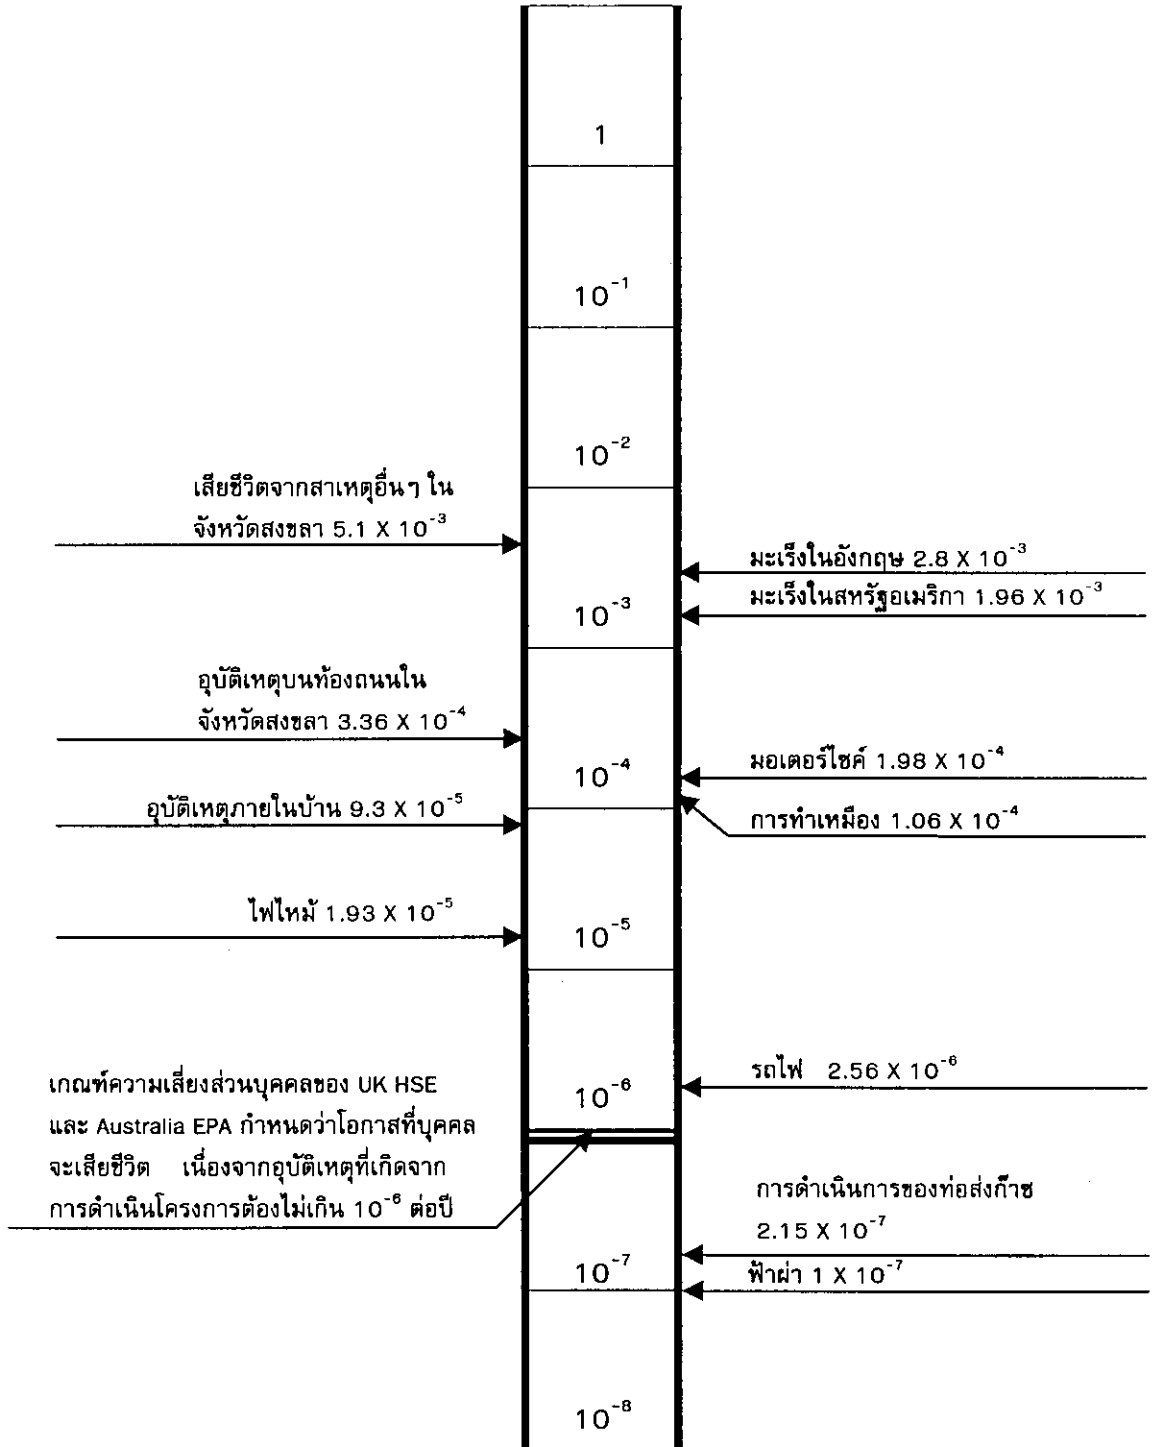 1
10⁻¹
10⁻²
เสียชีวิตจากสาเหตุอื่นๆ ใน
จังหวัดสงขลา 5.1 X 10⁻³
มะเร็งในอังกฤษ 2.8 X 10⁻³
มะเร็งในสหรัฐอเมริกา 1.96 X 10⁻³
10⁻³
อุบัติเหตุบนท้องถนนใน
จังหวัดสงขลา 3.36 X 10⁻⁴
มอเตอร์ไซค์ 1.98 X 10⁻⁴
10⁻⁴
อุบัติเหตุภายในบ้าน 9.3 X 10⁻⁵
การทำเหมือง 1.06 X 10⁻⁴
ไฟไหม้ 1.93 X 10⁻⁵
10⁻⁵
รถไฟ 2.56 X 10⁻⁶
10⁻⁶
เกณฑ์ความเสี่ยงส่วนบุคคลของ UK HSE
และ Australia EPA กำหนดว่าโอกาสที่บุคคล
จะเสียชีวิต เนื่องจากอุบัติเหตุที่เกิดจาก
การดำเนินโครงการต้องไม่เกิน 10⁻⁶ ต่อปี
การดำเนินการของท่อส่งก๊าซ
2.15 X 10⁻⁷
10⁻⁷
ฟ้าผ่า 1 X 10⁻⁷
10⁻⁸